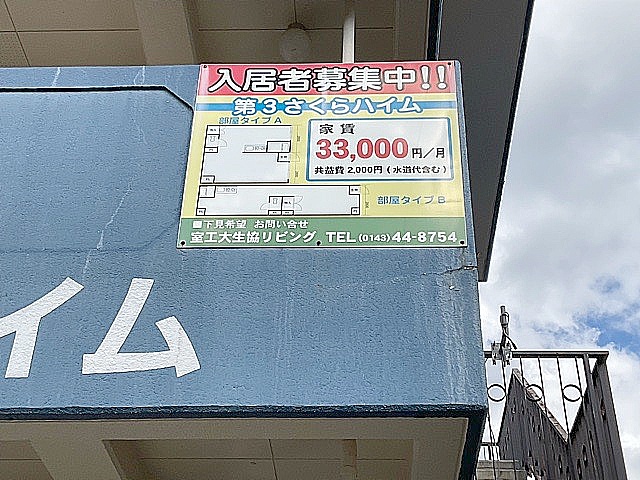 入居者募集中!!
第3さくらハイム
部屋タイプA
家賃
33,000円/月
共益費2,000円(水道代含む)
部屋タイプB
■下見希望 お問い合せ
室工大生協リビング TEL(0143)44-8754
イム